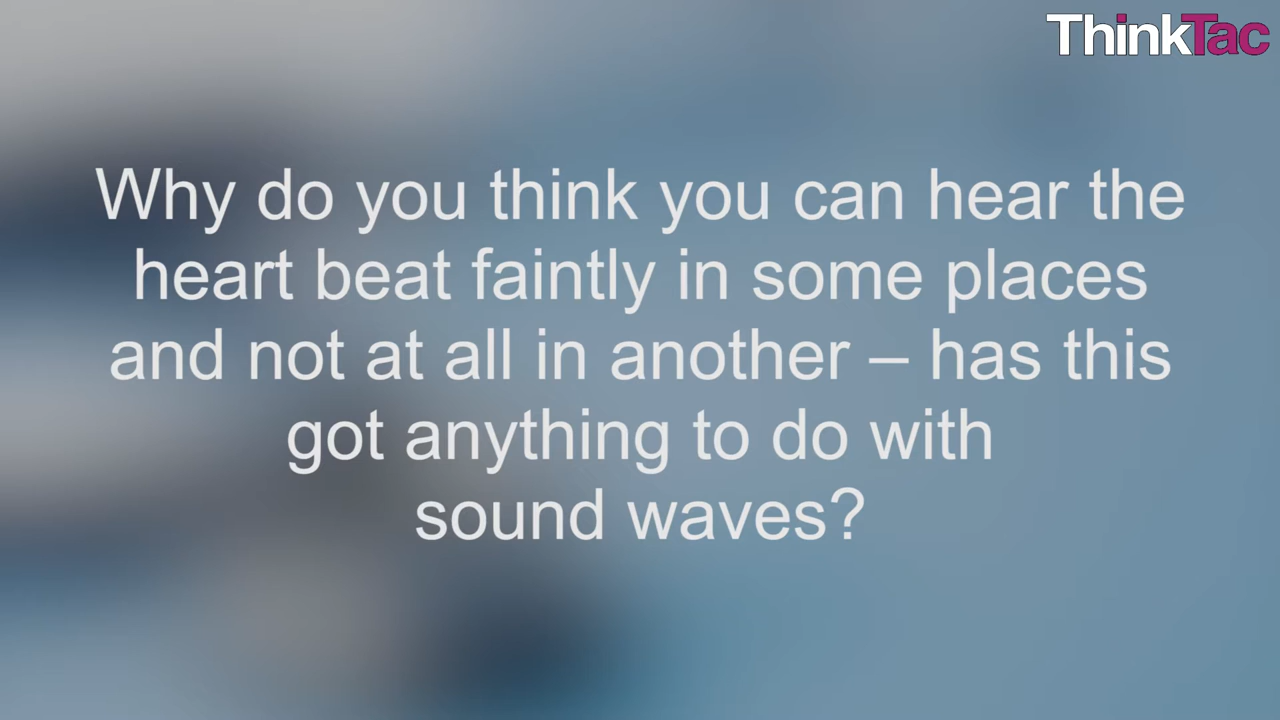 ThinkTac
Why do you think you can hear the
heart beat faintly in some places
and not at all in another – has this
got anything to do with
sound waves?